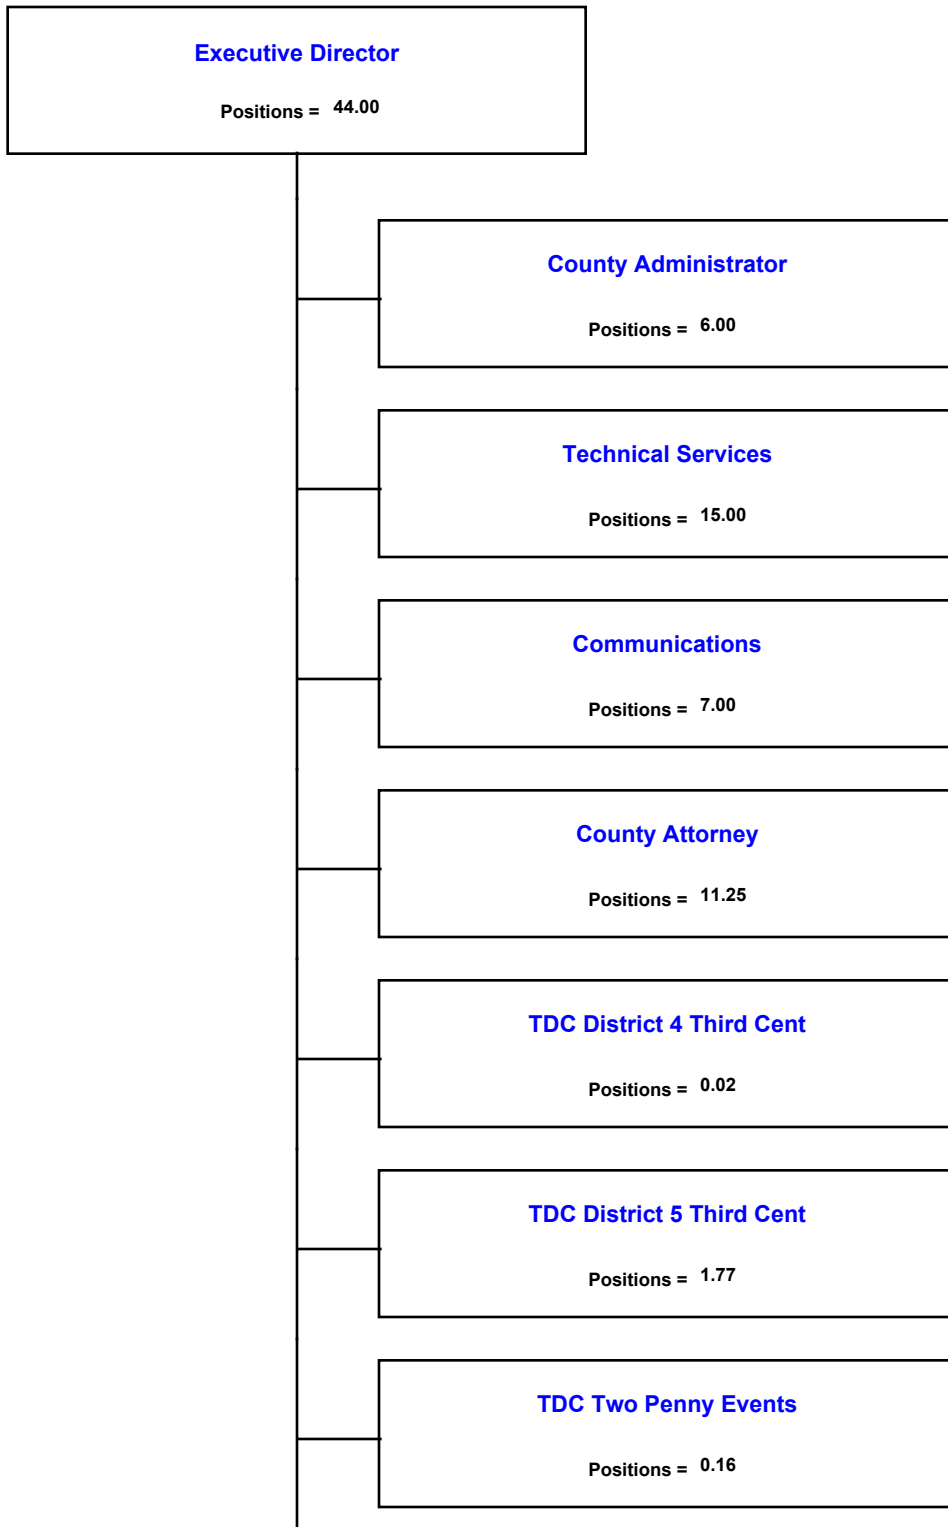 Executive Director
Positions = 44.00
County Administrator
Positions = 6.00
Technical Services
Positions = 15.00
Communications
Positions = 7.00
County Attorney
Positions = 11.25
TDC District 4 Third Cent
Positions = 0.02
TDC District 5 Third Cent
Positions = 1.77
TDC Two Penny Events
Positions = 0.16